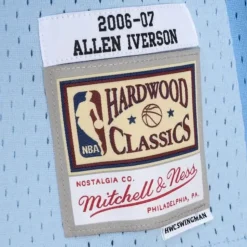 2006-07
ALLEN IVERSON
HARDWOOD
CLASSICS
NBA
NOSTALGIA CO.
Mitchell & Ness
PHILADELPHIA, PA.
HWCSWINGMAN